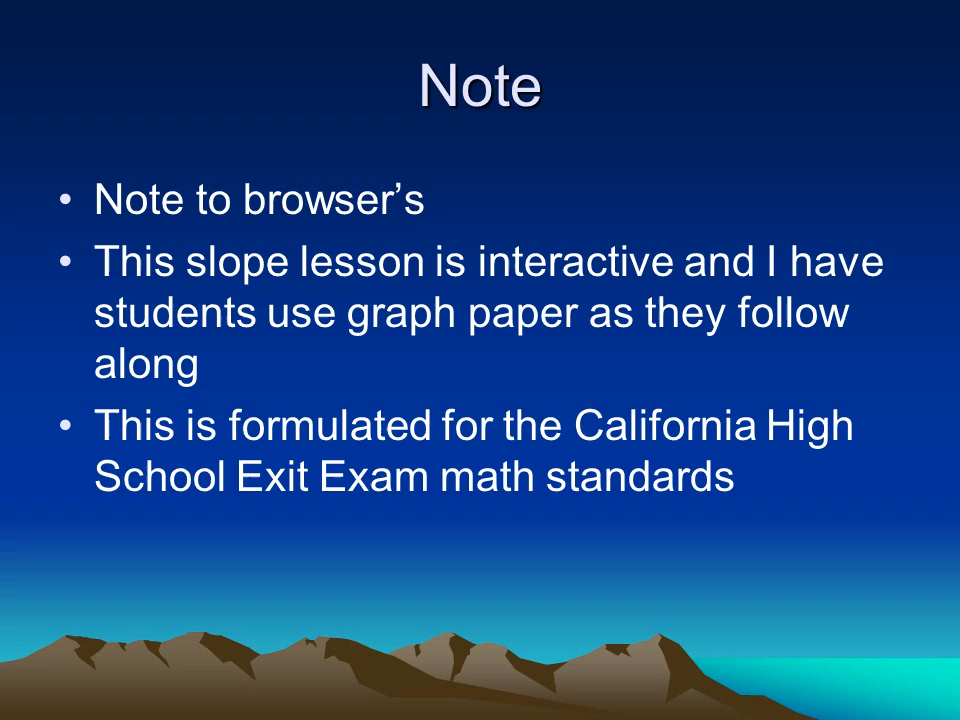 Note
• Note to browser’s
• This slope lesson is interactive and I have
students use graph paper as they follow
along
• This is formulated for the California High
School Exit Exam math standards